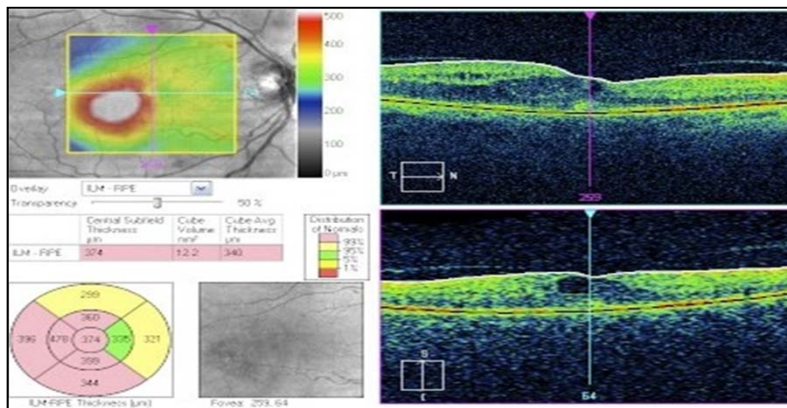 500
400
300
200
100
0 µm
Overlay ILM - RPE
Transparency 50 %
Central Subfield Thickness µm
Cube Volume mm³
Cube Avg Thickness µm
ILM - RPE 374 12.2 340
Distribution of Normals
99%
95%
5%
1%
299
360
396 478 374 335 321
399
344
ILM-RPE Thickness (µm)
Fovea: 259, 64
T N
259
S
I
64